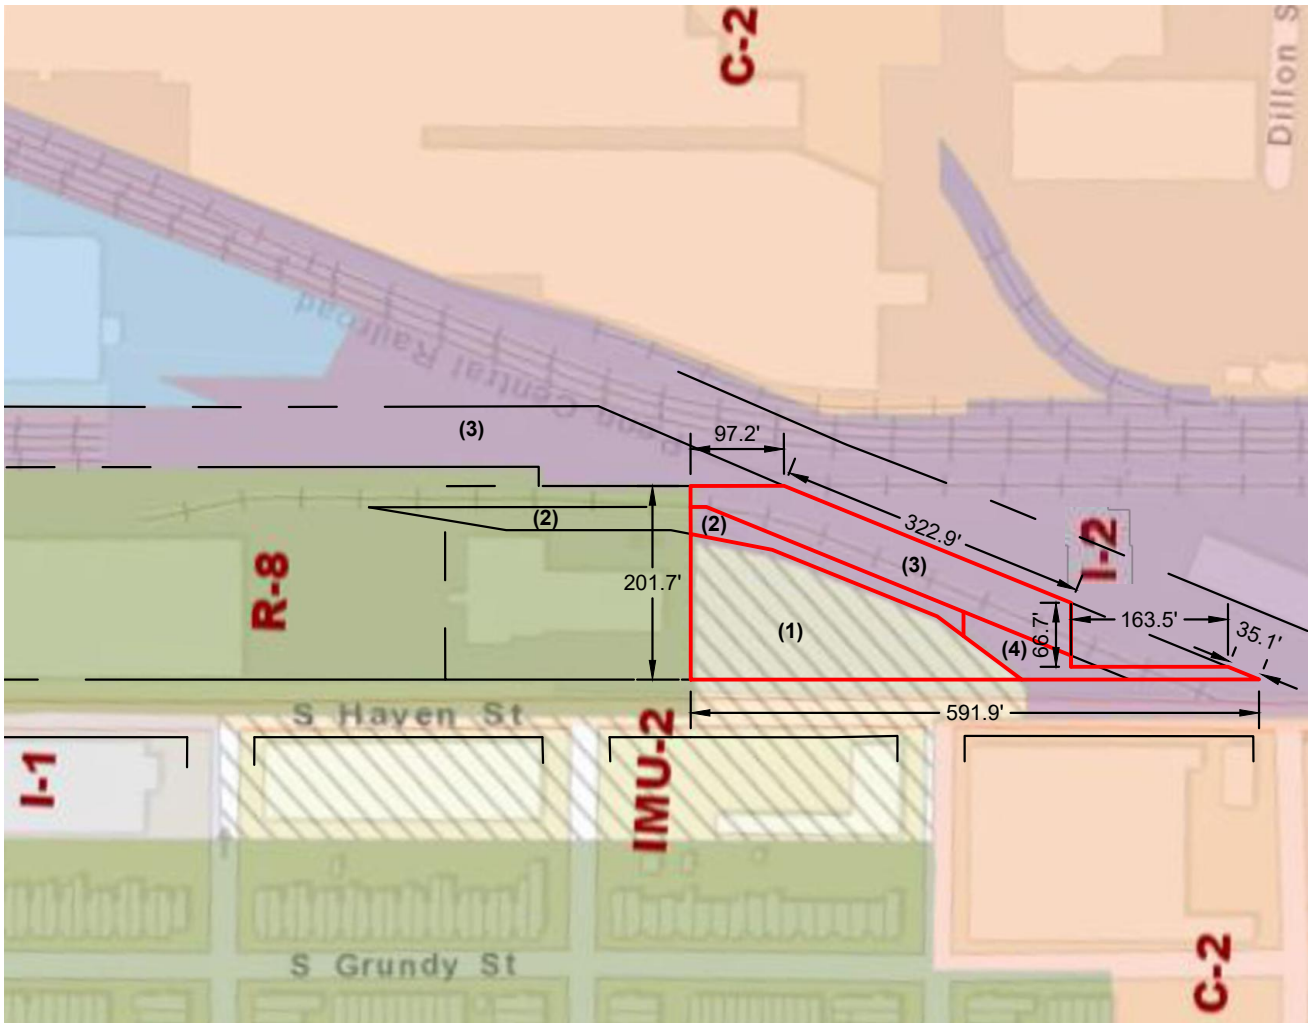 C-2
Dillon S
Penn Central Railroad
(3)
97.2'
322.9'
I-2
(2)
(2)
(3)
R-8
201.7'
(1)
(4)
66.7'
163.5'
35.1'
S Haven St
591.9'
I-1
IMU-2
S Grundy St
C-2